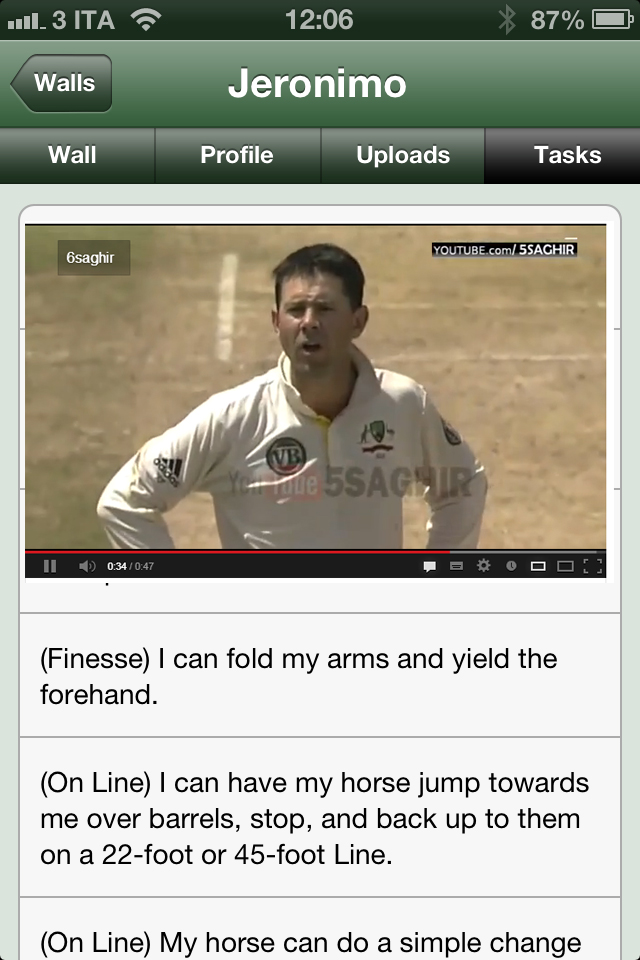 3 ITA 12:06 87%
Walls Jeronimo
Wall Profile Uploads Tasks
6saghir YOUTUBE.com/ 5SAGHIR
VB
You Tube 5SAGHIR
0:34 / 0:47
(Finesse) I can fold my arms and yield the
forehand.
(On Line) I can have my horse jump towards
me over barrels, stop, and back up to them
on a 22-foot or 45-foot Line.
(On Line) My horse can do a simple change